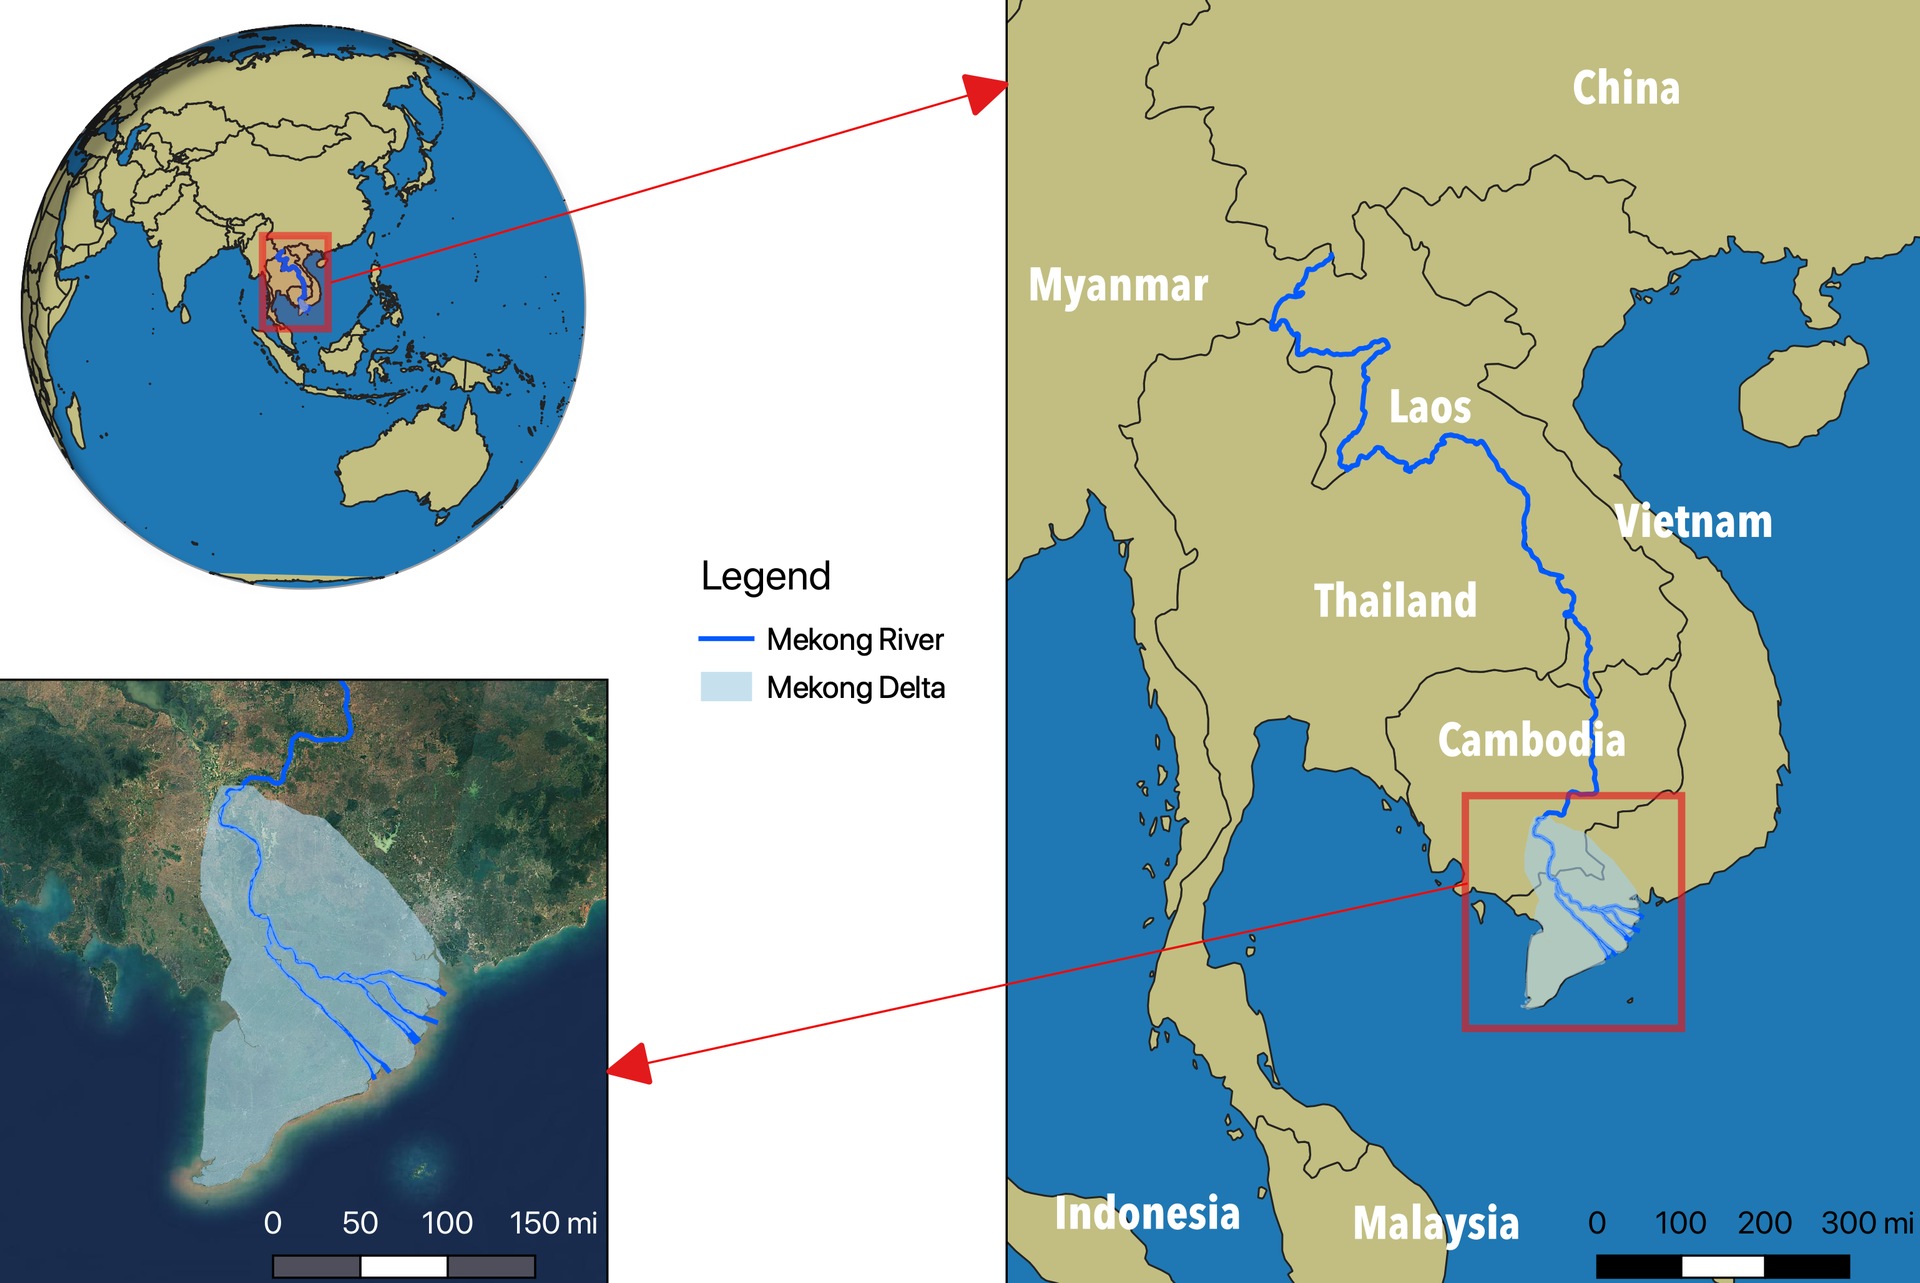 China
Myanmar
Laos
Vietnam
Thailand
Cambodia
Indonesia
Malaysia
0 100 200 300 mi
Legend
Mekong River
Mekong Delta
0 50 100 150 mi